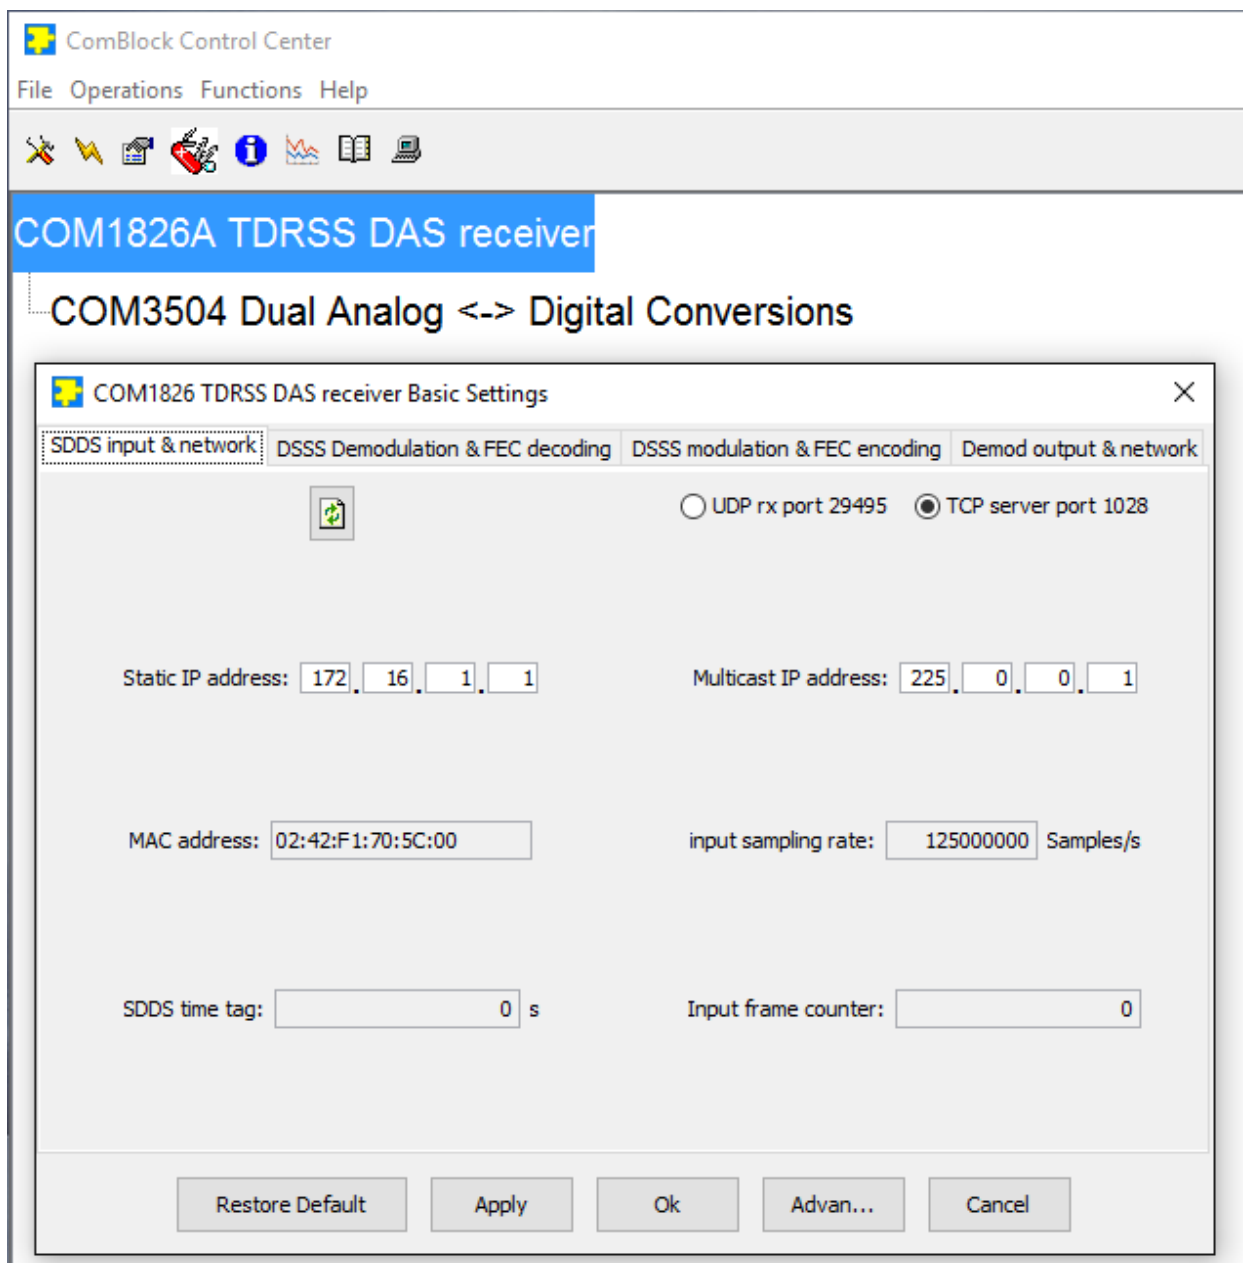 ComBlock Control Center
File Operations Functions Help
COM1826A TDRSS DAS receiver
COM3504 Dual Analog <-> Digital Conversions
COM1826 TDRSS DAS receiver Basic Settings
SDDS input & network DSSS Demodulation & FEC decoding DSSS modulation & FEC encoding Demod output & network
UDP rx port 29495 TCP server port 1028
Static IP address: 172 . 16 . 1 . 1 Multicast IP address: 225 . 0 . 0 . 1
MAC address: 02:42:F1:70:5C:00 input sampling rate: 125000000 Samples/s
SDDS time tag: 0 s Input frame counter: 0
Restore Default Apply Ok Advan... Cancel